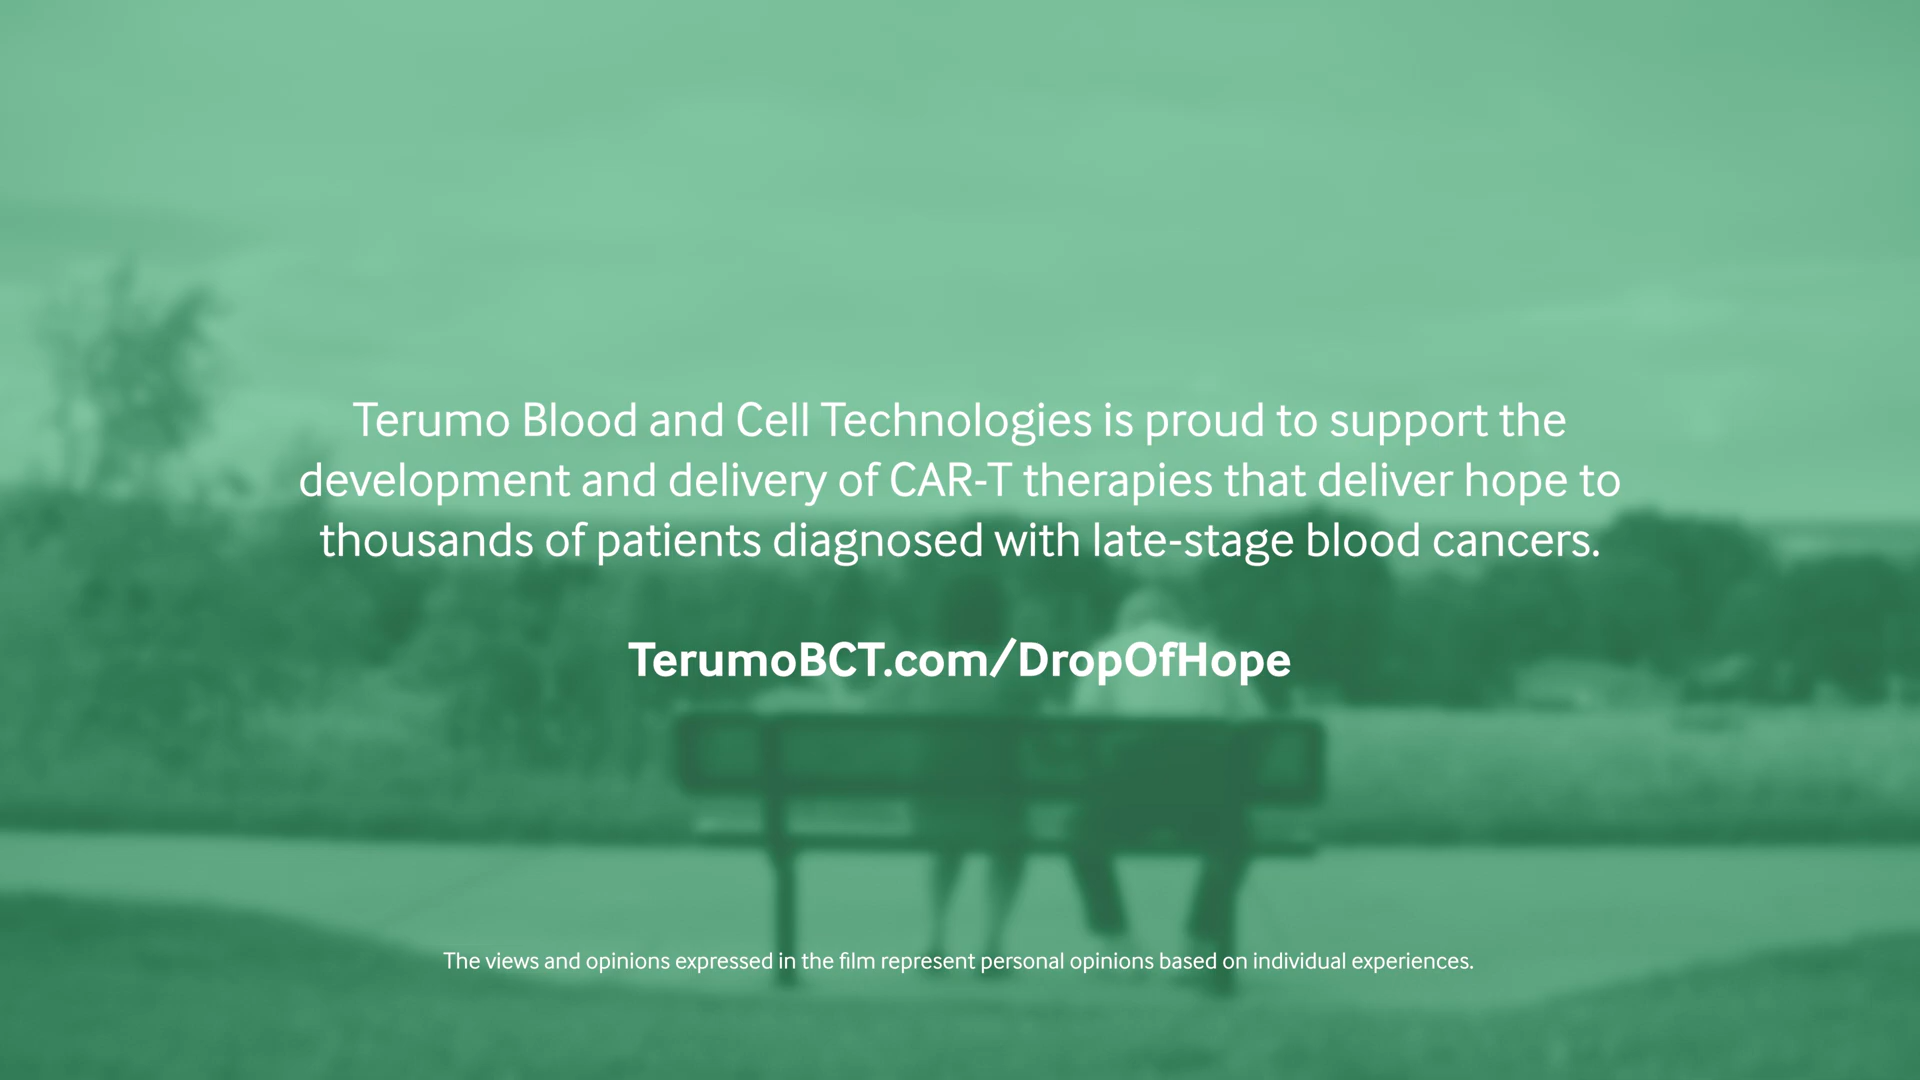 Terumo Blood and Cell Technologies is proud to support the
development and delivery of CAR-T therapies that deliver hope to
thousands of patients diagnosed with late-stage blood cancers.
TerumoBCT.com/DropOfHope
The views and opinions expressed in the film represent personal opinions based on individual experiences.